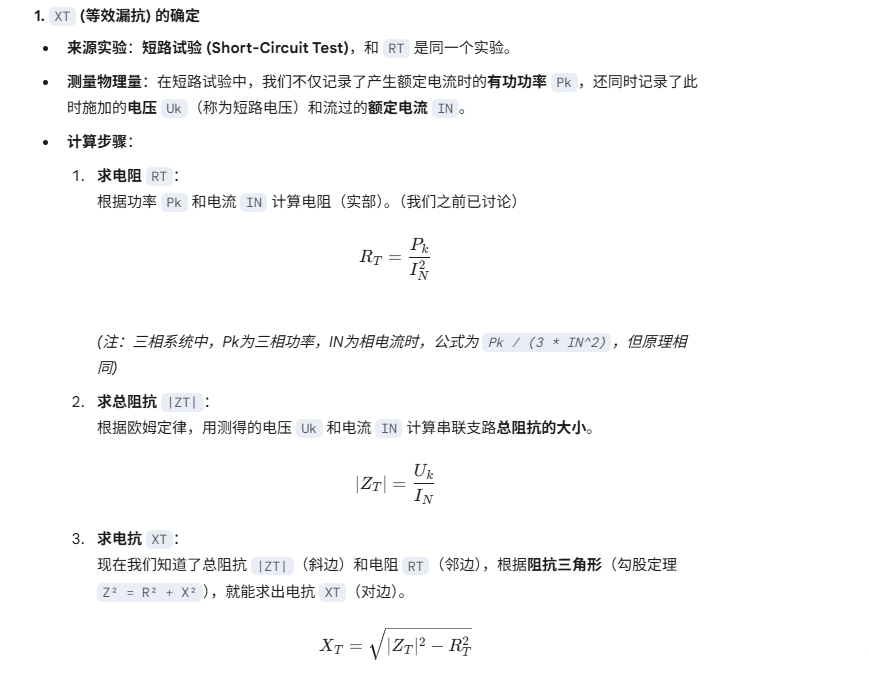 1. XT (等效漏抗) 的确定
• 来源实验：短路试验 (Short-Circuit Test)，和 RT 是同一个实验。
• 测量物理量：在短路试验中，我们不仅记录了产生额定电流时的有功功率 Pk，还同时记录了此
时施加的电压 Uk（称为短路电压）和流过的额定电流 IN。
• 计算步骤：
1. 求电阻 RT：
根据功率 Pk 和电流 IN 计算电阻（实部）。（我们之前已讨论）
R_T = \frac{P_k}{I_N^2}
(注：三相系统中，Pk为三相功率，IN为相电流时，公式为 Pk / (3 * IN^2)，但原理相
同)
2. 求总阻抗 |ZT|：
根据欧姆定律，用测得的电压 Uk 和电流 IN 计算串联支路总阻抗的大小。
|Z_T| = \frac{U_k}{I_N}
3. 求电抗 XT：
现在我们知道了总阻抗 |ZT|（斜边）和电阻 RT（邻边），根据阻抗三角形（勾股定理
Z² = R² + X²），就能求出电抗 XT（对边）。
X_T = \sqrt{|Z_T|^2 - R_T^2}